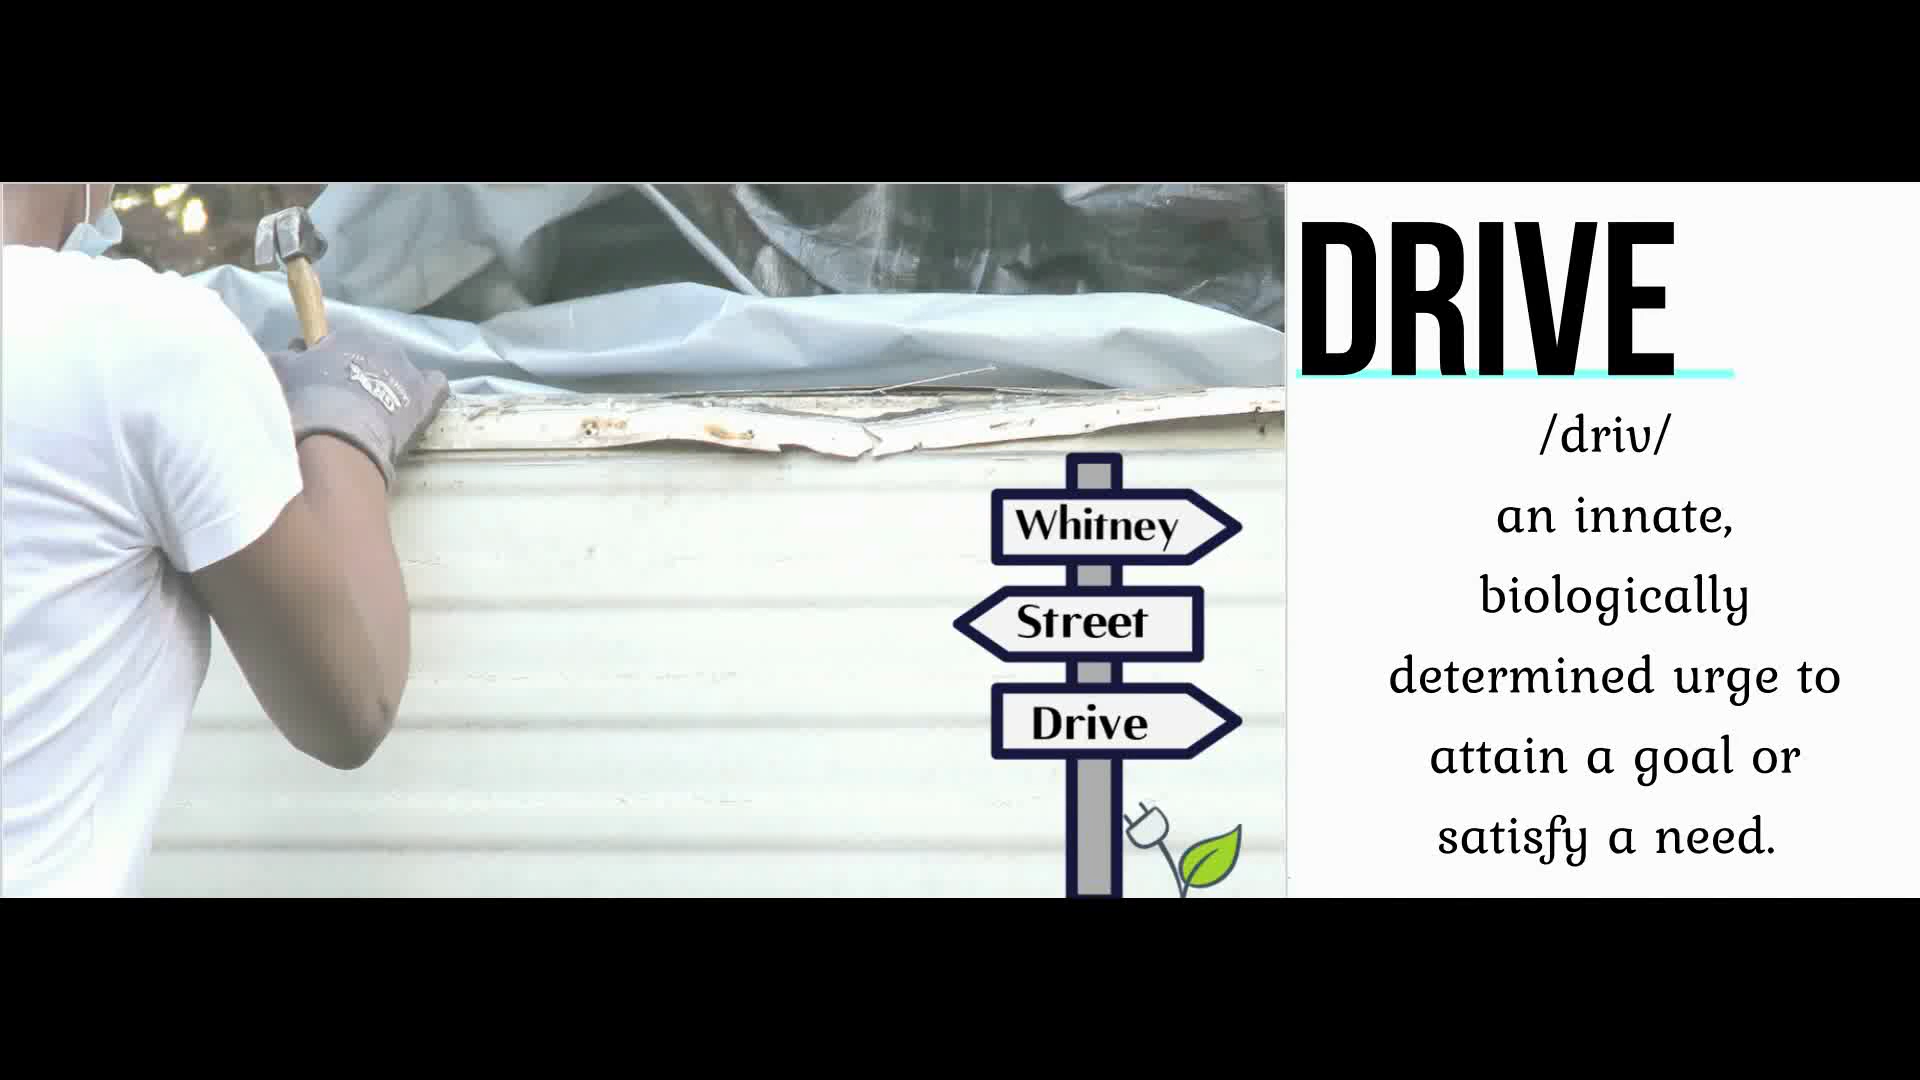 Whitney
Street
Drive
DRIVE
/driv/
an innate,
biologically
determined urge to
attain a goal or
satisfy a need.